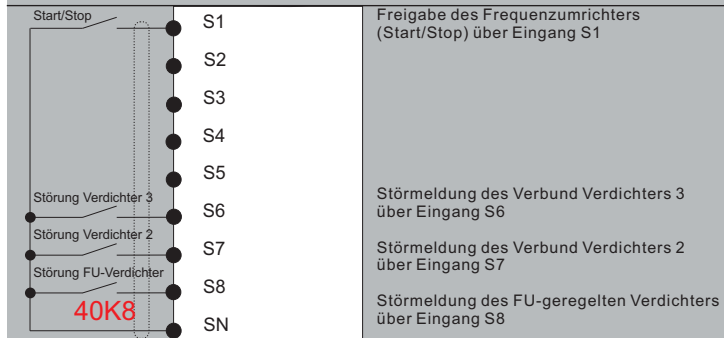 Start/Stop
S1
Freigabe des Frequenzumrichters
(Start/Stop) über Eingang S1
S2
S3
S4
S5
Störung Verdichter 3
S6
Störmeldung des Verbund Verdichters 3
über Eingang S6
Störung Verdichter 2
S7
Störmeldung des Verbund Verdichters 2
über Eingang S7
Störung FU-Verdichter
S8
40K8
Störmeldung des FU-geregelten Verdichters
über Eingang S8
SN